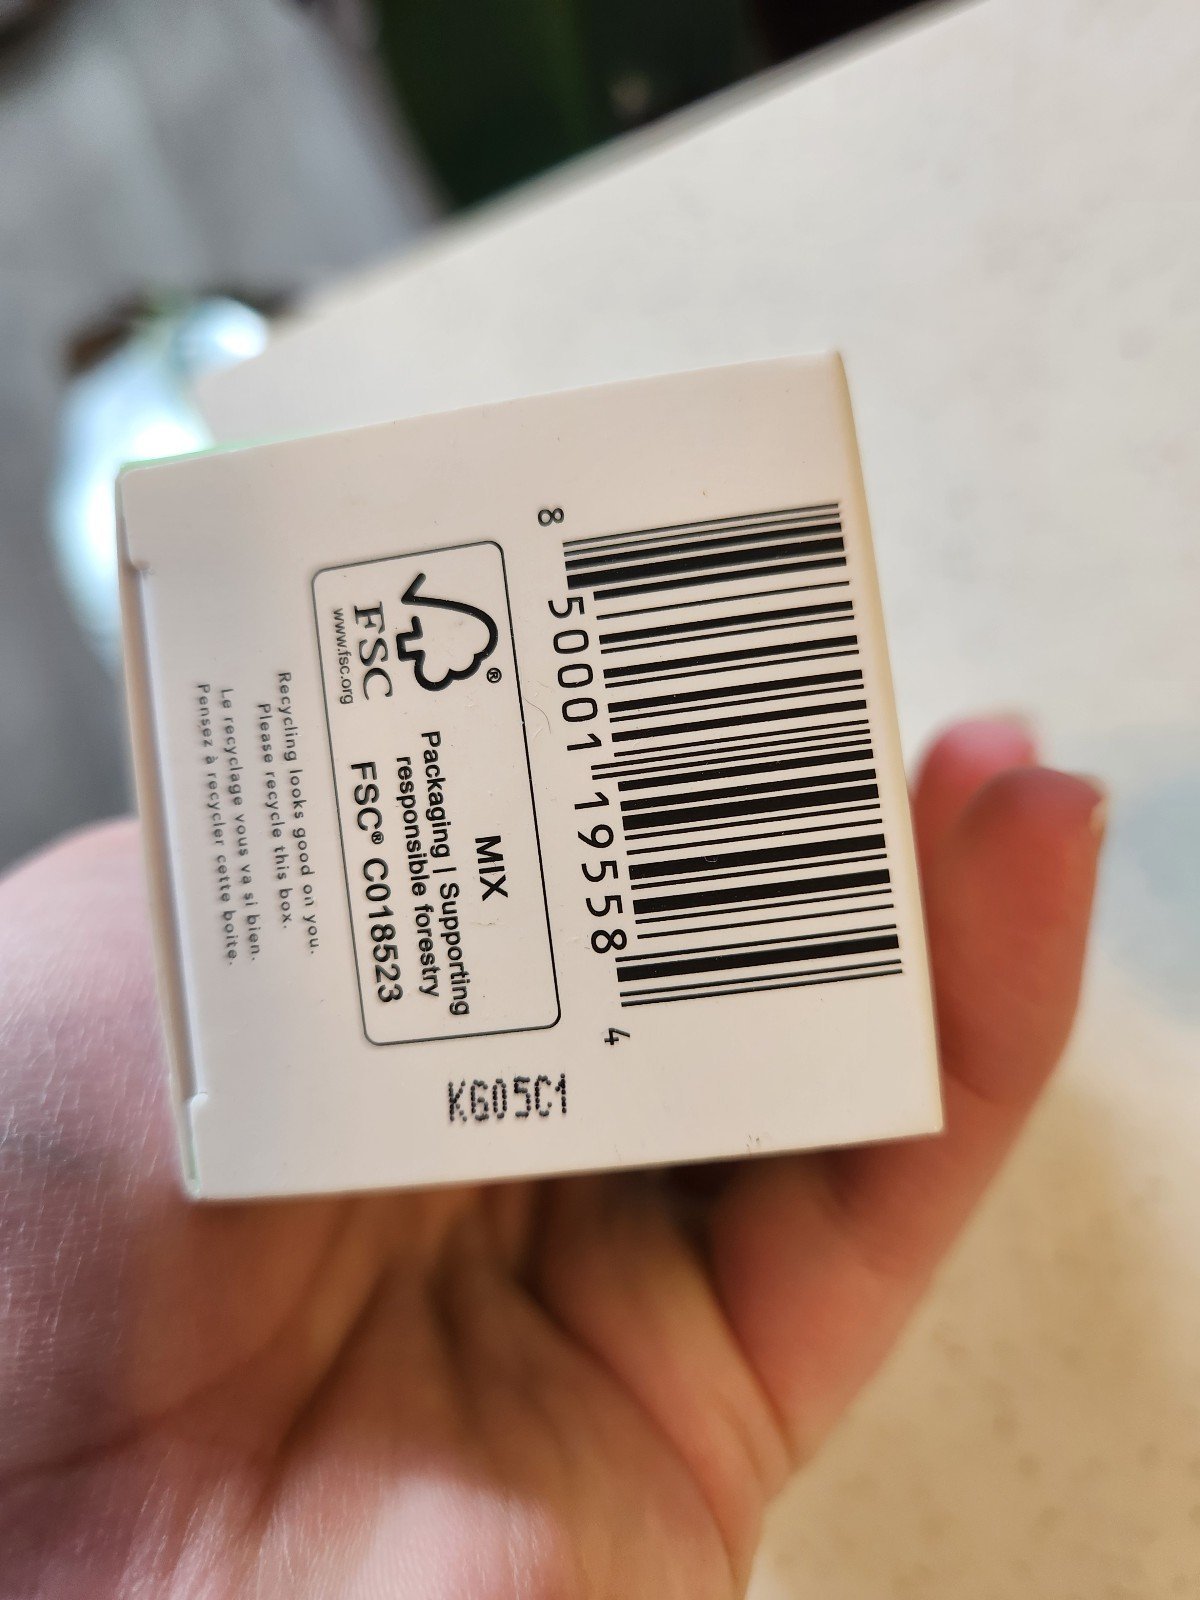 8 50001 19558 4
FSC®
www.fsc.org
MIX
Packaging | Supporting
responsible forestry
FSC® C018523
Recycling looks good on you.
Please recycle this box.
Le recyclage vous va si bien.
Pensez à recycler cette boite.
K605C1